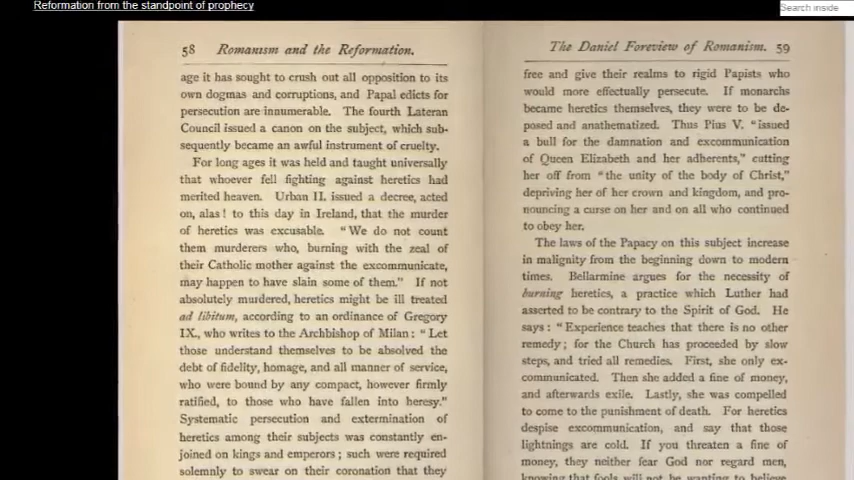 Reformation from the standpoint of prophecy
Search inside
58 Romanism and the Reformation.
age it has sought to crush out all opposition to its
own dogmas and corruptions, and Papal edicts for
persecution are innumerable. The fourth Lateran
Council issued a canon on the subject, which sub-
sequently became an awful instrument of cruelty.
For long ages it was held and taught universally
that whoever fell fighting against heretics had
merited heaven. Urban II. issued a decree, acted
on, alas! to this day in Ireland, that the murder
of heretics was excusable. "We do not count
them murderers who, burning with the zeal of
their Catholic mother against the excommunicate,
may happen to have slain some of them." If not
absolutely murdered, heretics might be ill treated
ad libitum, according to an ordinance of Gregory
IX., who writes to the Archbishop of Milan: "Let
those understand themselves to be absolved the
debt of fidelity, homage, and all manner of service,
who were bound by any compact, however firmly
ratified, to those who have fallen into heresy."
Systematic persecution and extermination of
heretics among their subjects was constantly en-
joined on kings and emperors; such were required
solemnly to swear on their coronation that they
The Daniel Foreview of Romanism. 59
free and give their realms to rigid Papists who
would more effectually persecute. If monarchs
became heretics themselves, they were to be de-
posed and anathematized. Thus Pius V. "issued
a bull for the damnation and excommunication
of Queen Elizabeth and her adherents," cutting
her off from "the unity of the body of Christ,"
depriving her of her crown and kingdom, and pro-
nouncing a curse on her and on all who continued
to obey her.
The laws of the Papacy on this subject increase
in malignity from the beginning down to modern
times. Bellarmine argues for the necessity of
burning heretics, a practice which Luther had
asserted to be contrary to the Spirit of God. He
says: "Experience teaches that there is no other
remedy; for the Church has proceeded by slow
steps, and tried all remedies. First, she only ex-
communicated. Then she added a fine of money,
and afterwards exile. Lastly, she was compelled
to come to the punishment of death. For heretics
despise excommunication, and say that those
lightnings are cold. If you threaten a fine of
money, they neither fear God nor regard men,
knowing that fools will not be wanting to believe